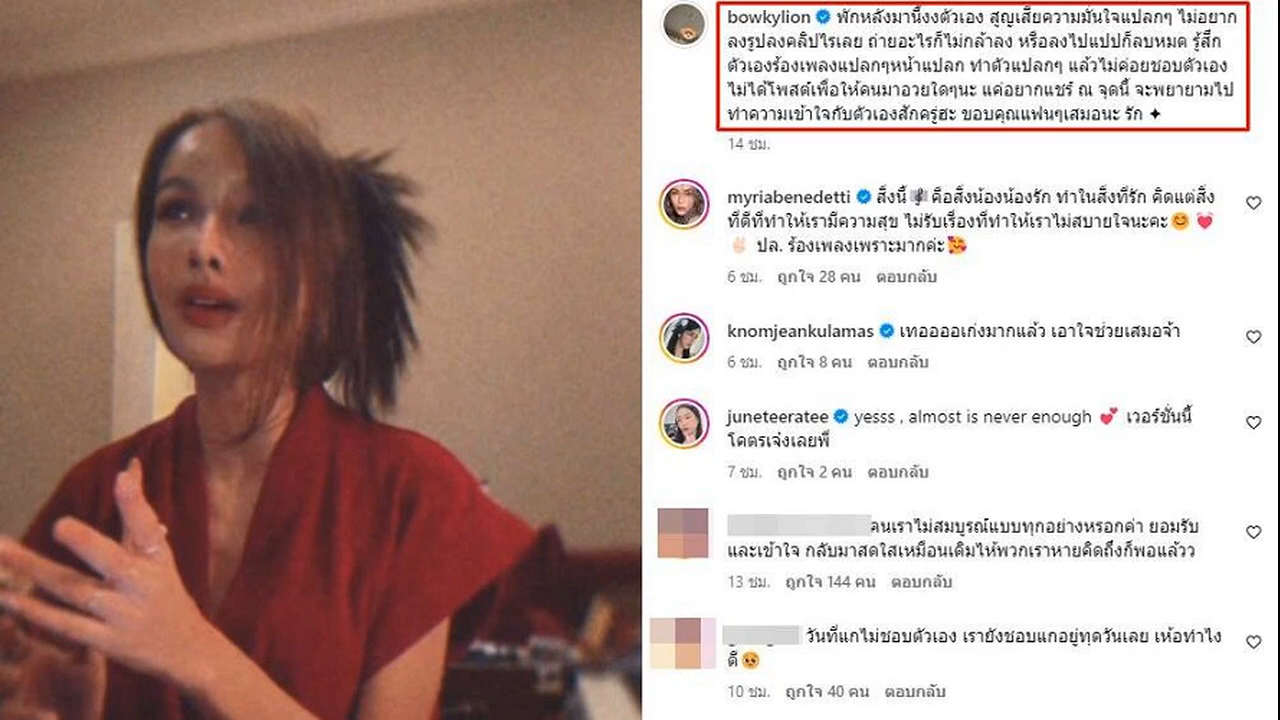 bowkylion พักหลังมานี้งงตัวเอง สูญเสียความมั่นใจแปลกๆ ไม่อยาก
ลงรูปลงคลิปไรเลย ถ่ายอะไรก็ไม่กล้าลง หรือลงไปแปปก็ลบหมด รู้สึก
ตัวเองร้องเพลงแปลกๆหน้าแปลก ทำตัวแปลกๆ แล้วไม่ค่อยชอบตัวเอง
ไม่ได้โพสต์เพื่อให้คนมาอวยใดๆนะ แค่อยากแชร์ ณ จุดนี้ จะพยายามไป
ทำความเข้าใจกับตัวเองสักครู่ฮะ ขอบคุณแฟนๆเสมอนะ รัก ✦
14 ชม.
myriabenedetti สิ่งนี้🎼คือสิ่งน้องน้องรัก ทำในสิ่งที่รัก คิดแต่สิ่ง
ที่ดีที่ทำให้เรามีความสุข ไม่รับเรื่องที่ทำให้เราไม่สบายใจนะคะ😊 💓
✌🏻 ปล. ร้องเพลงเพราะมากค่ะ🥰
6 ชม. ถูกใจ 28 คน ตอบกลับ
knomjeankulamas เทออออเก่งมากแล้ว เอาใจช่วยเสมอจ้า
6 ชม. ถูกใจ 8 คน ตอบกลับ
juneteeratee yesss , almost is never enough 💕 เวอร์ชั่นนี้
โคตรเจ๋งเลยพี่
7 ชม. ถูกใจ 2 คน ตอบกลับ
คนเราไม่สมบูรณ์แบบทุกอย่างหรอกค่า ยอมรับ
และเข้าใจ กลับมาสดใสเหมือนเดิมให้พวกเราหายคิดถึงก็พอแล้วว
13 ชม. ถูกใจ 144 คน ตอบกลับ
วันที่แกไม่ชอบตัวเอง เรายังชอบแกอยู่ทุกวันเลย เห้อทำไง
ดี🥺
10 ชม. ถูกใจ 40 คน ตอบกลับ